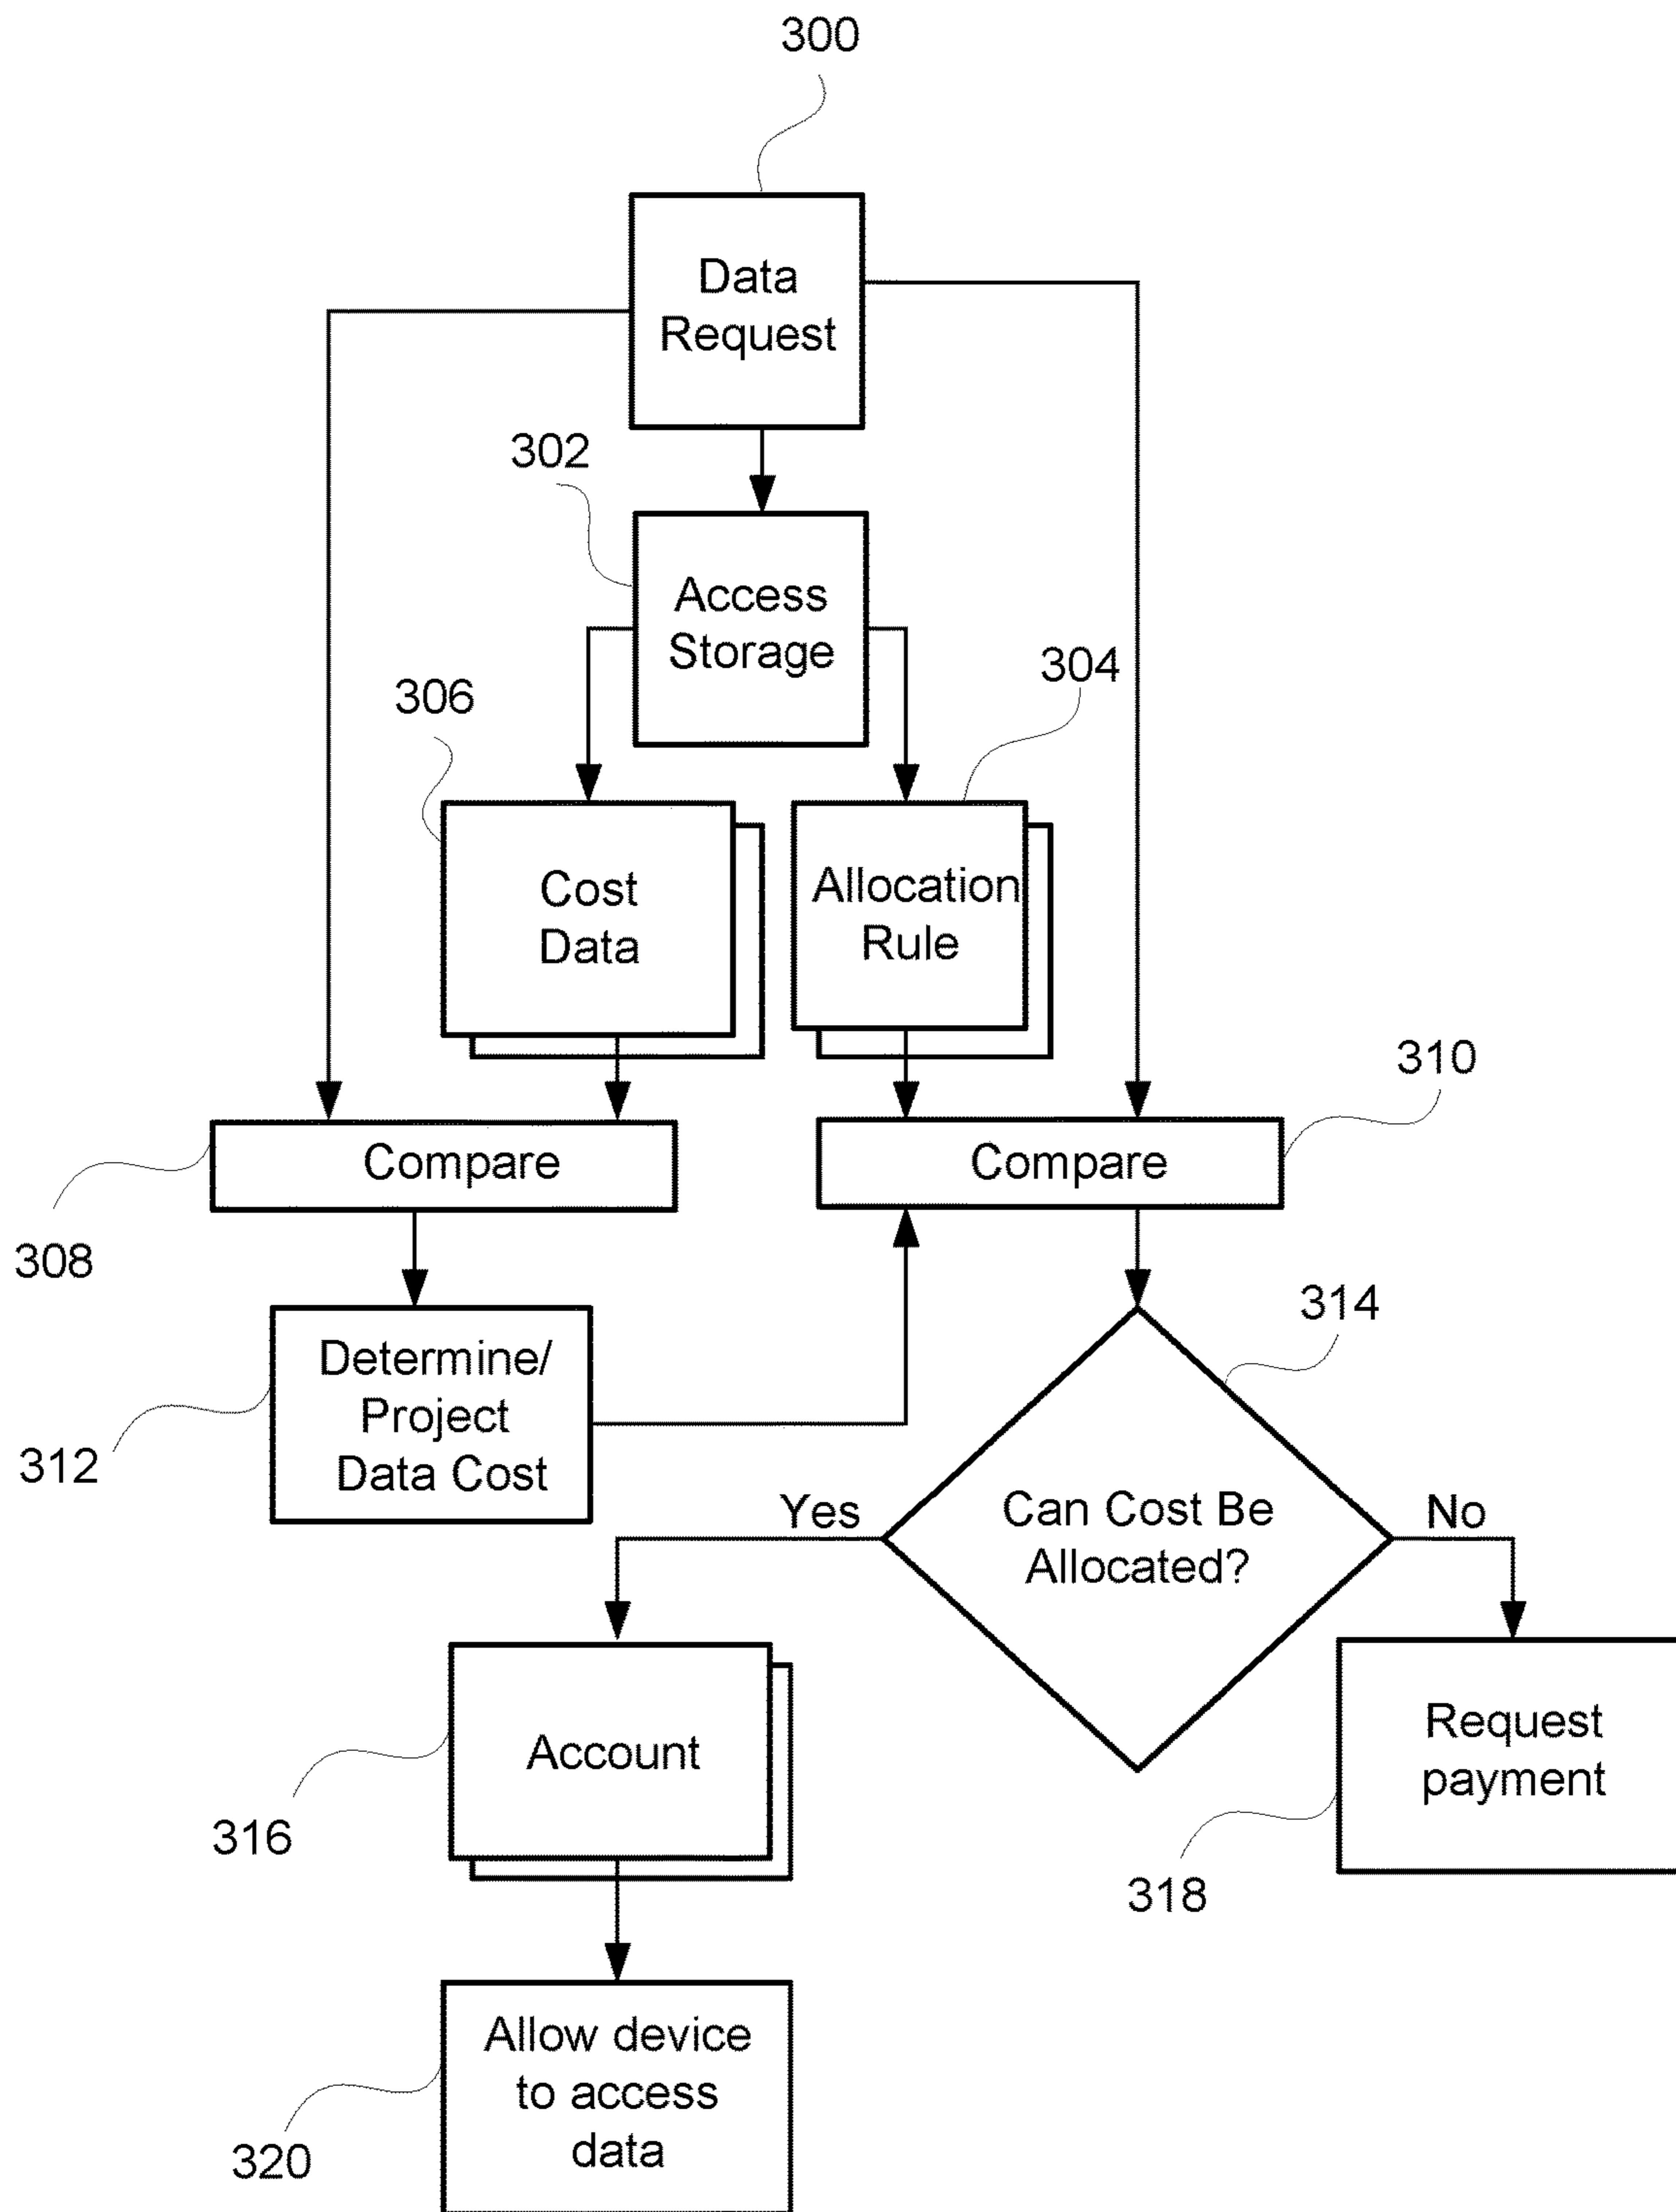 300
Data
Request
302
Access
Storage
304
306
Cost
Data
Allocation
Rule
310
Compare
Compare
308
314
Determine/
Project
Data Cost
312
Yes
No
Can Cost Be
Allocated?
Request
payment
Account
316
318
Allow device
to access
data
320